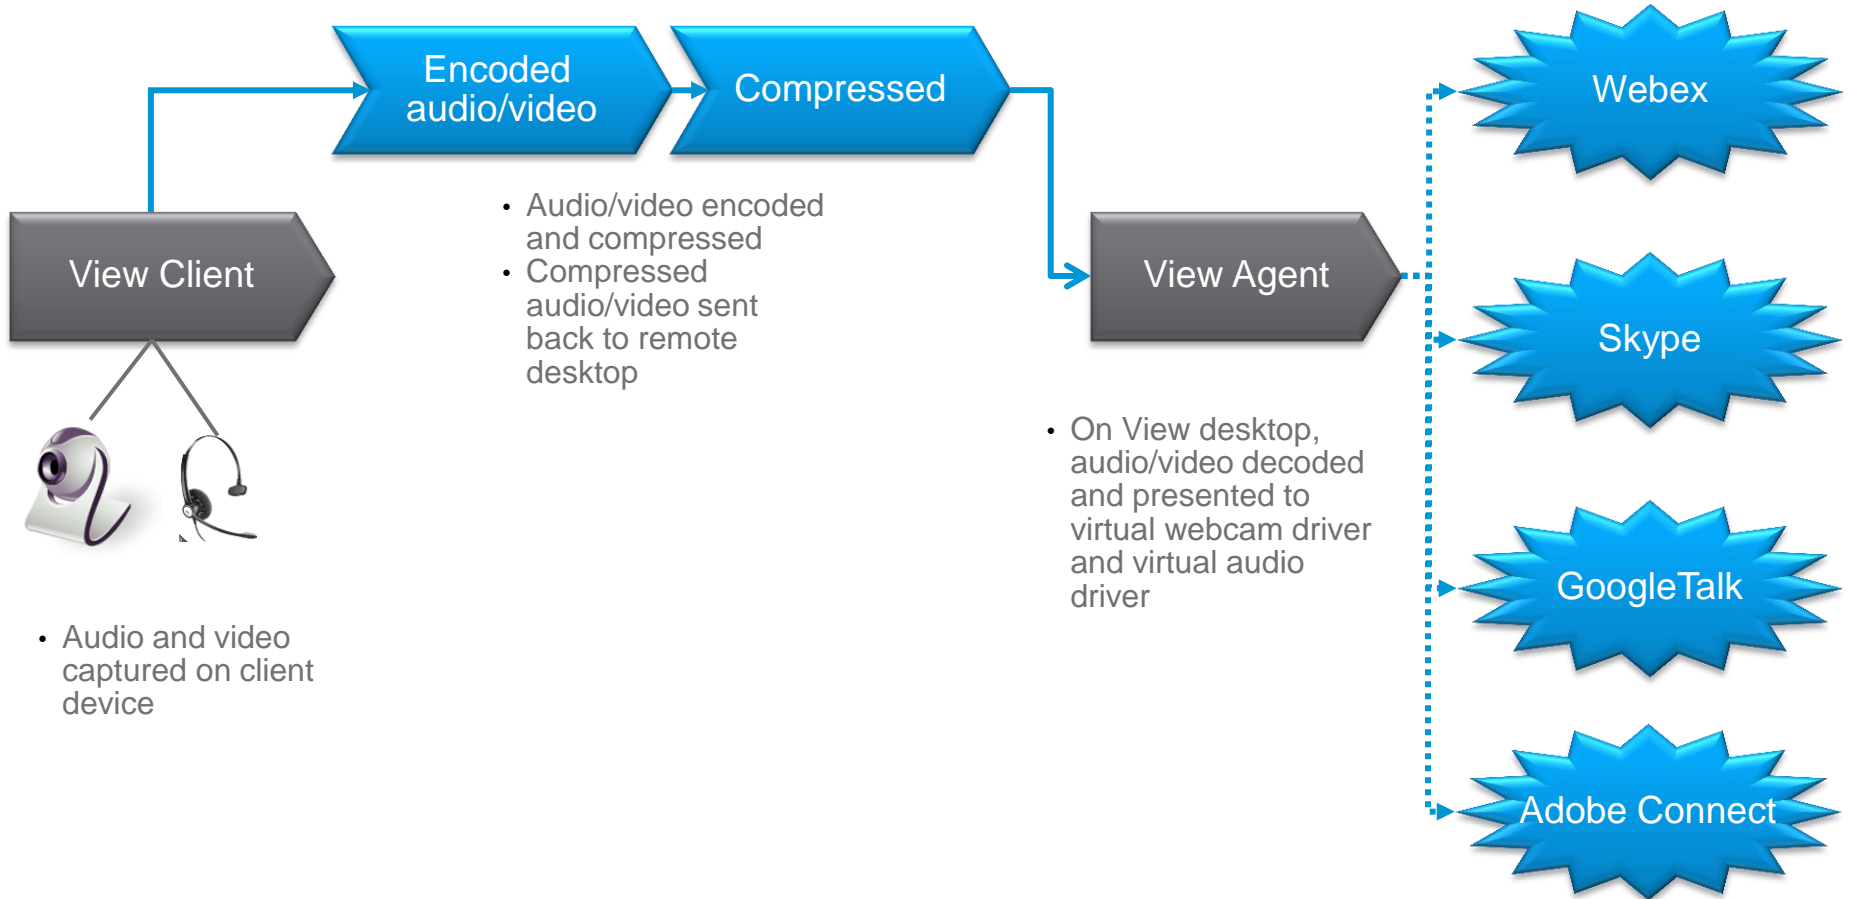 Encoded
audio/video
Compressed
Webex
View Client
• Audio/video encoded
and compressed
• Compressed
audio/video sent
back to remote
desktop
View Agent
Skype
• On View desktop,
audio/video decoded
and presented to
virtual webcam driver
and virtual audio
driver
GoogleTalk
• Audio and video
captured on client
device
Adobe Connect